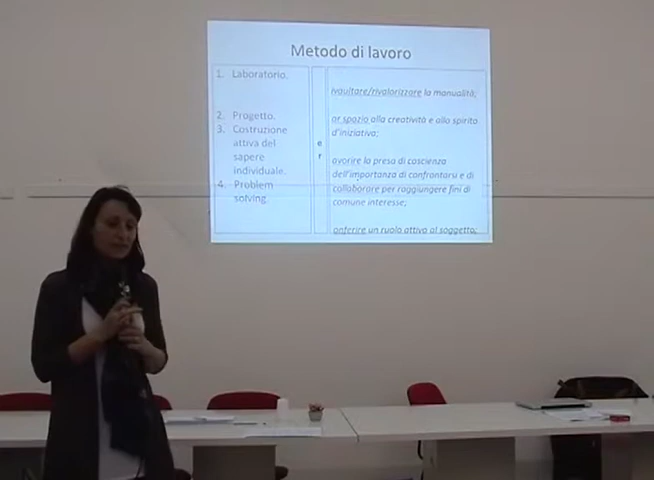 Metodo di lavoro
1. Laboratorio.
2. Progetto.
3. Costruzione
attiva del
sapere
individuale.
4. Problem
solving.
e
r
ivaultare/rivalorizzare la manualità;
ar spazio alla creatività e allo spirito
d'iniziativa;
avorire la presa di coscienza
dell'importanza di confrontarsi e di
collaborare per raggiungere fini di
comune interesse;
onferire un ruolo attivo al soggetto;